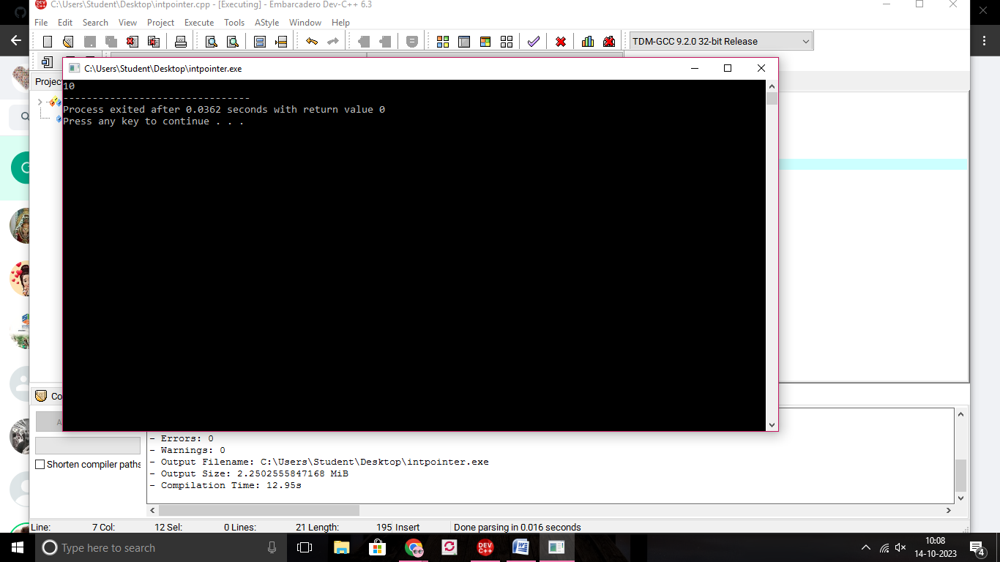 C:\Users\Student\Desktop\intpointer.cpp - [Executing] - Embarcadero Dev-C++ 6.3
File Edit Search View Project Execute Tools AStyle Window Help
TDM-GCC 9.2.0 32-bit Release
Projec
C:\Users\Student\Desktop\intpointer.exe
10
--------------------------------
Process exited after 0.0362 seconds with return value 0
Press any key to continue . . .
Co
A
Shorten compiler paths
- Errors: 0
- Warnings: 0
- Output Filename: C:\Users\Student\Desktop\intpointer.exe
- Output Size: 2.2502555847168 MiB
- Compilation Time: 12.95s
Line: 7 Col: 12 Sel: 0 Lines: 21 Length: 195 Insert Done parsing in 0.016 seconds
Type here to search
DEV C++
10:08
14-10-2023
4